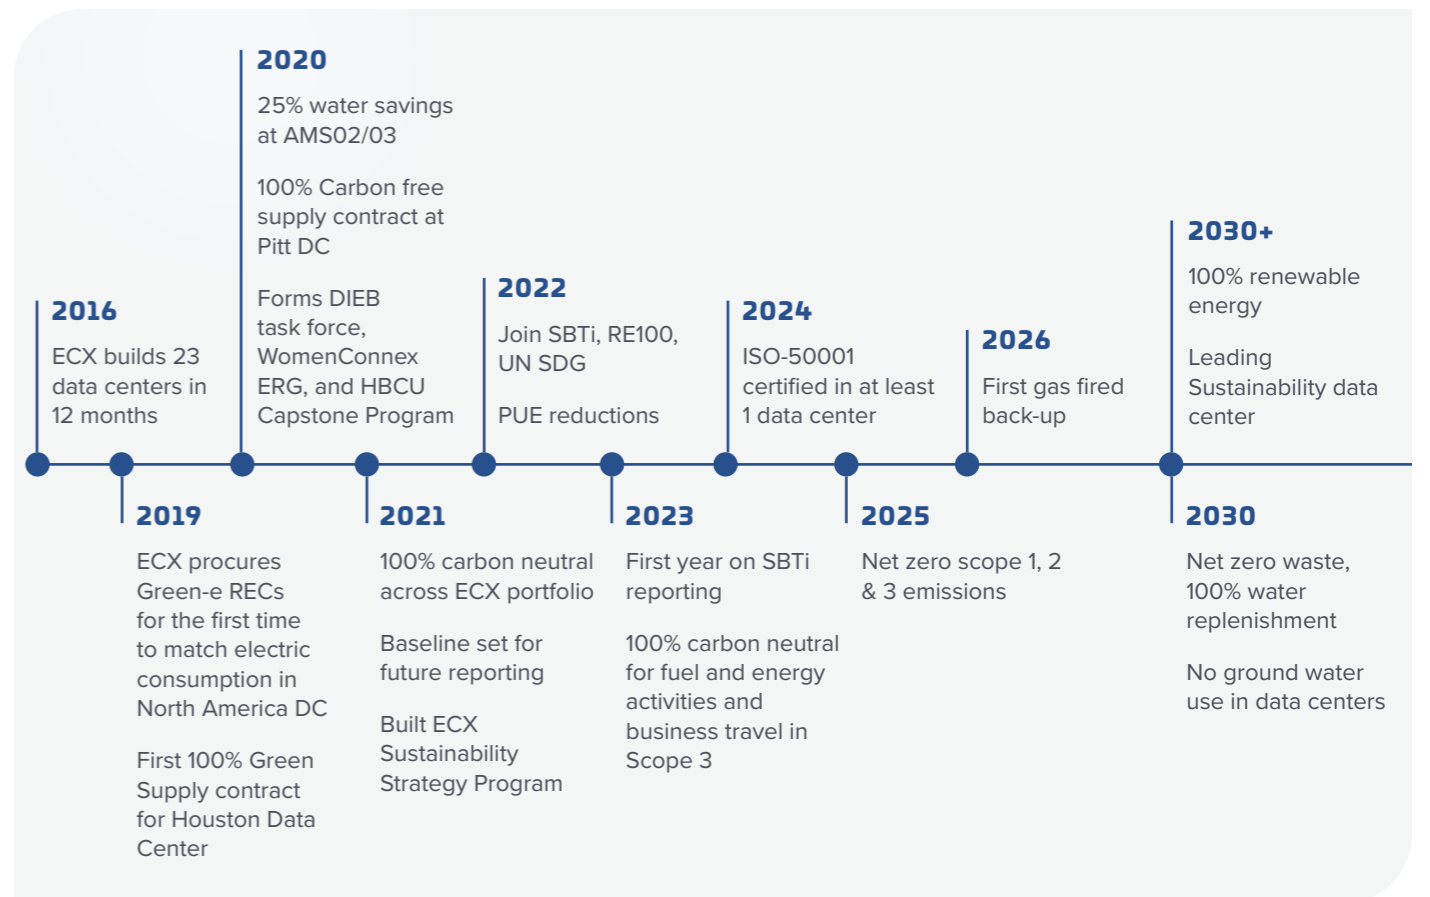 2016
ECX builds 23
data centers in
12 months
2019
ECX procures
Green-e RECs
for the first time
to match electric
consumption in
North America DC
First 100% Green
Supply contract
for Houston Data
Center
2020
25% water savings
at AMS02/03
100% Carbon free
supply contract at
Pitt DC
Forms DIEB
task force,
WomenConnex
ERG, and HBCU
Capstone Program
2021
100% carbon neutral
across ECX portfolio
Baseline set for
future reporting
Built ECX
Sustainability
Strategy Program
2022
Join SBTi, RE100,
UN SDG
PUE reductions
2023
First year on SBTi
reporting
100% carbon neutral
for fuel and energy
activities and
business travel in
Scope 3
2024
ISO-50001
certified in at least
1 data center
2025
Net zero scope 1, 2
& 3 emissions
2026
First gas fired
back-up
2030+
100% renewable
energy
Leading
Sustainability data
center
2030
Net zero waste,
100% water
replenishment
No ground water
use in data centers